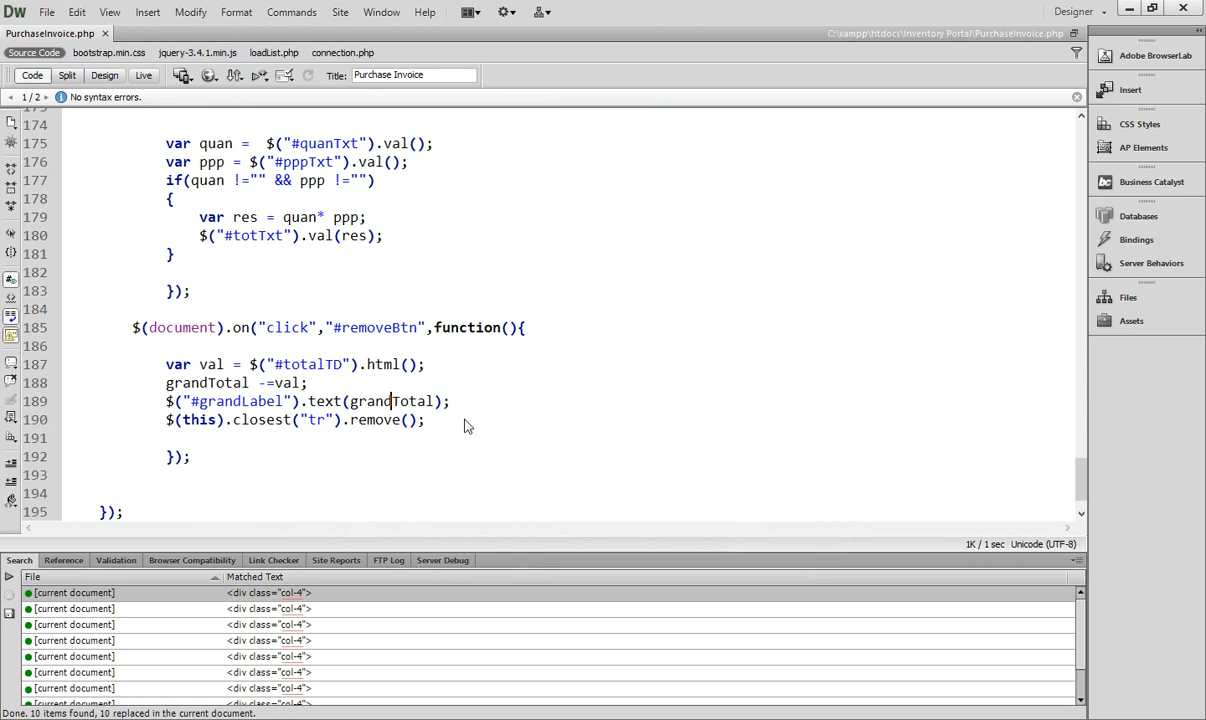 DW File Edit View Insert Modify Format Commands Site Window Help Designer
PurchaseInvoice.php × C:\xampp\htdocs\Inventory Portal\PurchaseInvoice.php
Source Code bootstrap.min.css jquery-3.4.1.min.js loadList.php connection.php
Code Split Design Live Title: Purchase Invoice
1 / 2 No syntax errors.
174
175 var quan = $("#quanTxt").val();
176 var ppp = $("#pppTxt").val();
177 if(quan !="" && ppp !="")
178 {
179 var res = quan* ppp;
180 $("#totTxt").val(res);
181 }
182
183 });
184
185 $(document).on("click","#removeBtn",function(){
186
187 var val = $("#totalTD").html();
188 grandTotal -=val;
189 $("#grandLabel").text(grandTotal);
190 $(this).closest("tr").remove();
191
192 });
193
194
195 });
1K / 1 sec Unicode (UTF-8)
Search Reference Validation Browser Compatibility Link Checker Site Reports FTP Log Server Debug
File Matched Text
[current document] <div class="col-4">
[current document] <div class="col-4">
[current document] <div class="col-4">
[current document] <div class="col-4">
[current document] <div class="col-4">
[current document] <div class="col-4">
[current document] <div class="col-4">
Done. 10 items found, 10 replaced in the current document.
Adobe BrowserLab
Insert
CSS Styles
AP Elements
Business Catalyst
Databases
Bindings
Server Behaviors
Files
Assets